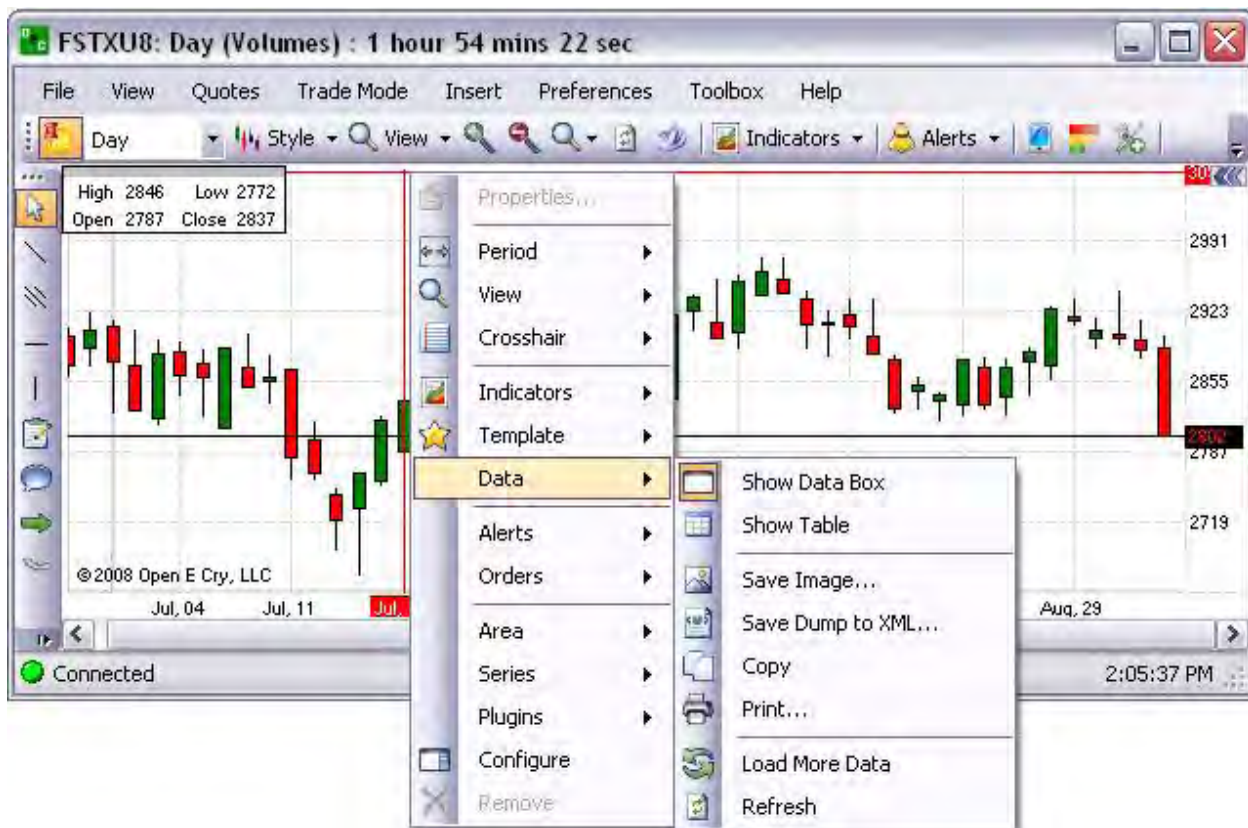 FSTXU8: Day (Volumes) : 1 hour 54 mins 22 sec
File View Quotes Trade Mode Insert Preferences Toolbox Help
Day Style View Indicators Alerts
High 2846 Low 2772
Open 2787 Close 2837
Properties...
Period
View
Crosshair
Indicators
Template
Data
Alerts
Orders
Area
Series
Plugins
Configure
Remove
Show Data Box
Show Table
Save Image...
Save Dump to XML...
Copy
Print...
Load More Data
Refresh
2991
2923
2855
2802
2787
2719
© 2008 Open E Cry, LLC
Jul, 04 Jul, 11 Jul, Aug, 29
Connected 2:05:37 PM